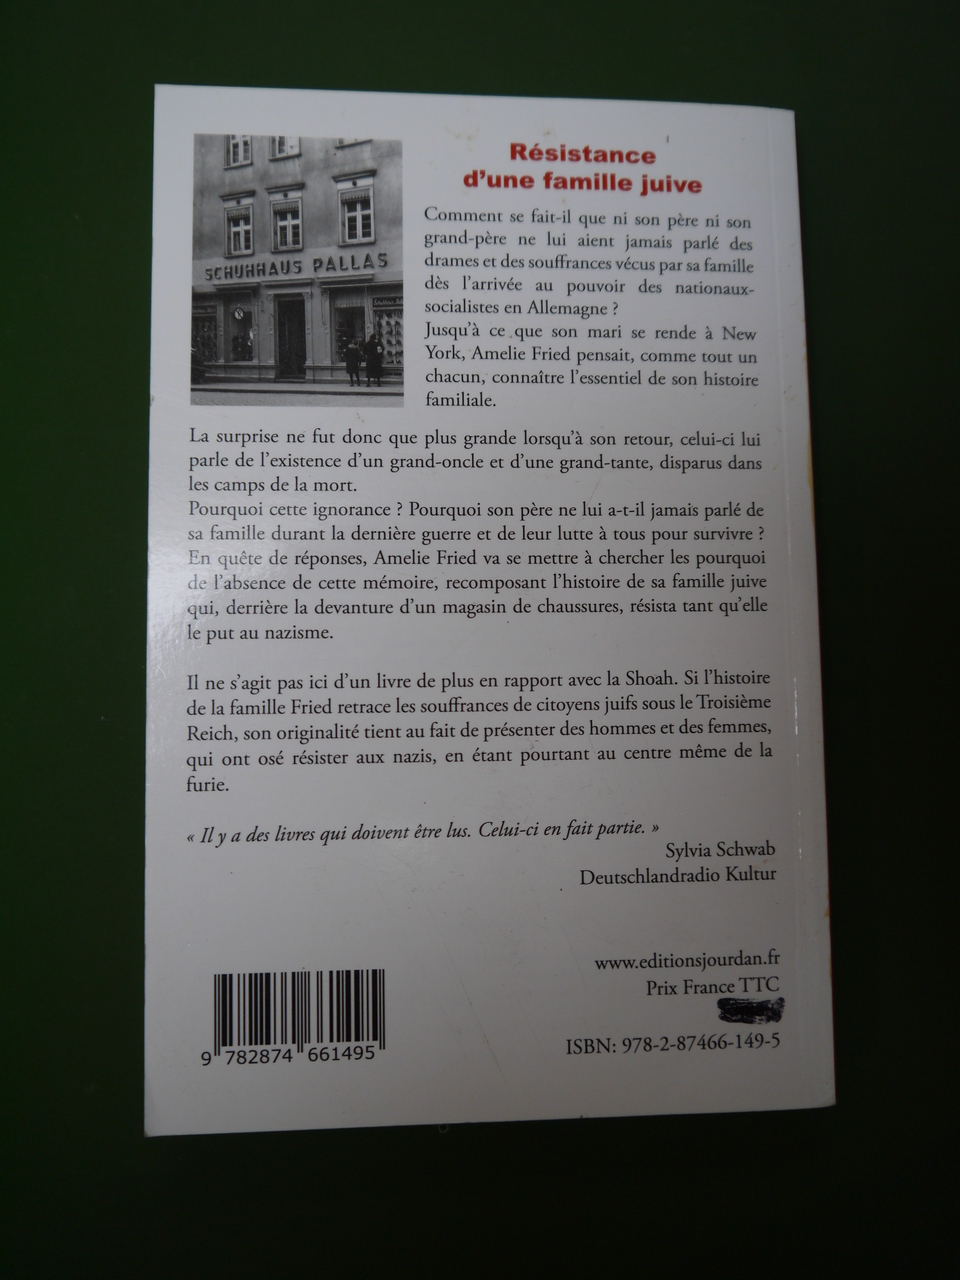 SCHUHHAUS PALLAS
Résistance
d'une famille juive
Comment se fait-il que ni son père ni son
grand-père ne lui aient jamais parlé des
drames et des souffrances vécus par sa famille
dès l'arrivée au pouvoir des nationaux-
socialistes en Allemagne ?
Jusqu'à ce que son mari se rende à New
York, Amelie Fried pensait, comme tout un
chacun, connaître l'essentiel de son histoire
familiale.
La surprise ne fut donc que plus grande lorsqu'à son retour, celui-ci lui
parle de l'existence d'un grand-oncle et d'une grand-tante, disparus dans
les camps de la mort.
Pourquoi cette ignorance ? Pourquoi son père ne lui a-t-il jamais parlé de
sa famille durant la dernière guerre et de leur lutte à tous pour survivre ?
En quête de réponses, Amelie Fried va se mettre à chercher les pourquoi
de l'absence de cette mémoire, recomposant l'histoire de sa famille juive
qui, derrière la devanture d'un magasin de chaussures, résista tant qu'elle
le put au nazisme.
Il ne s'agit pas ici d'un livre de plus en rapport avec la Shoah. Si l'histoire
de la famille Fried retrace les souffrances de citoyens juifs sous le Troisième
Reich, son originalité tient au fait de présenter des hommes et des femmes,
qui ont osé résister aux nazis, en étant pourtant au centre même de la
furie.
« Il y a des livres qui doivent être lus. Celui-ci en fait partie. »
Sylvia Schwab
Deutschlandradio Kultur
www.editionsjourdan.fr
Prix France TTC
ISBN: 978-2-87466-149-5
9 782874 661495